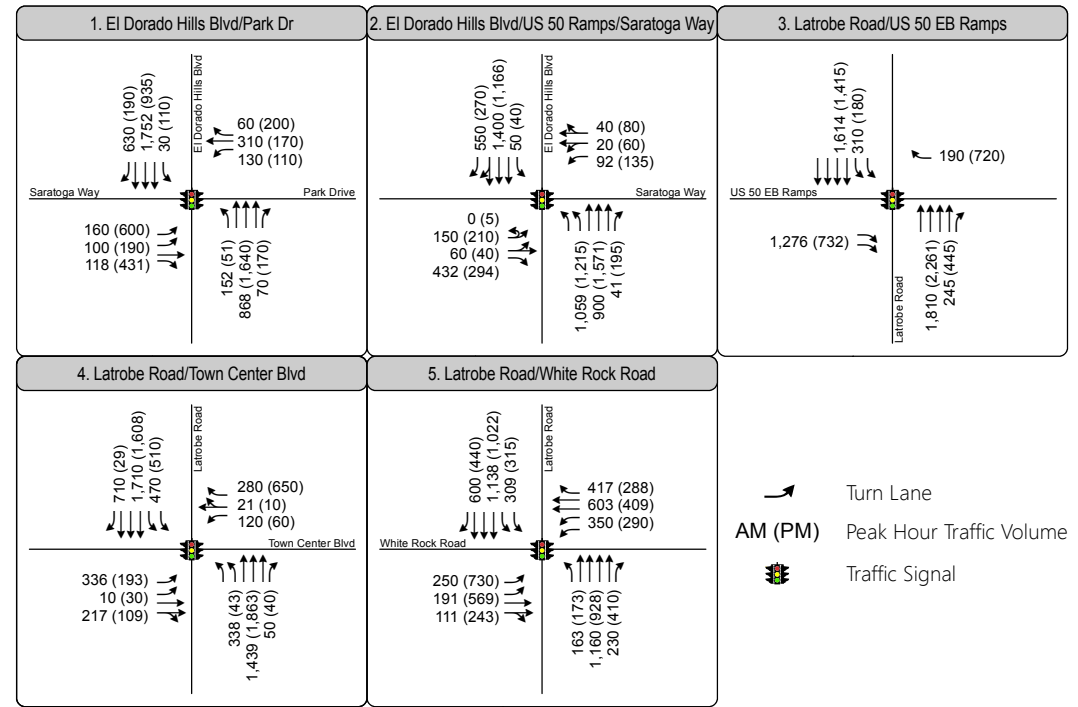 1. El Dorado Hills Blvd/Park Dr
630 (190)
1,752 (935)
30 (110)
El Dorado Hills Blvd
60 (200)
310 (170)
130 (110)
Saratoga Way
Park Drive
160 (600)
100 (190)
118 (431)
152 (51)
868 (1,640)
70 (170)
2. El Dorado Hills Blvd/US 50 Ramps/Saratoga Way
550 (270)
1,400 (1,166)
50 (40)
El Dorado Hills Blvd
40 (80)
20 (60)
92 (135)
Saratoga Way
0 (5)
150 (210)
60 (40)
432 (294)
1,059 (1,215)
900 (1,571)
41 (195)
3. Latrobe Road/US 50 EB Ramps
1,614 (1,415)
310 (180)
190 (720)
US 50 EB Ramps
1,276 (732)
Latrobe Road
1,810 (2,261)
245 (445)
4. Latrobe Road/Town Center Blvd
710 (29)
1,710 (1,608)
470 (510)
Latrobe Road
280 (650)
21 (10)
120 (60)
Town Center Blvd
336 (193)
10 (30)
217 (109)
338 (43)
1,439 (1,863)
50 (40)
5. Latrobe Road/White Rock Road
600 (440)
1,138 (1,022)
309 (315)
Latrobe Road
417 (288)
603 (409)
350 (290)
White Rock Road
250 (730)
191 (569)
111 (243)
163 (173)
1,160 (928)
230 (410)
Turn Lane
AM (PM) Peak Hour Traffic Volume
Traffic Signal